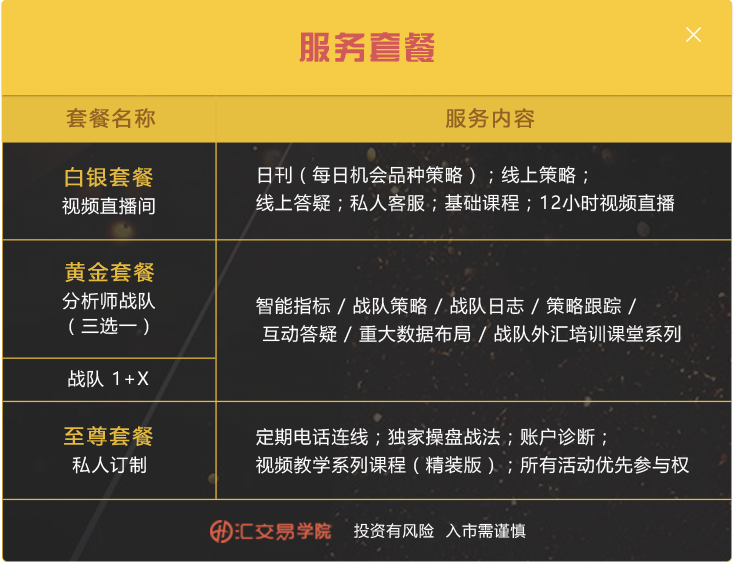 服务套餐
套餐名称 服务内容
白银套餐
视频直播间
日刊（每日机会品种策略）；线上策略；
线上答疑；私人客服；基础课程；12小时视频直播
黄金套餐
分析师战队
（三选一）
战队 1+X
智能指标 / 战队策略 / 战队日志 / 策略跟踪 /
互动答疑 / 重大数据布局 / 战队外汇培训课堂系列
至尊套餐
私人订制
定期电话连线；独家操盘战法；账户诊断；
视频教学系列课程（精装版）；所有活动优先参与权
汇交易学院 投资有风险 入市需谨慎